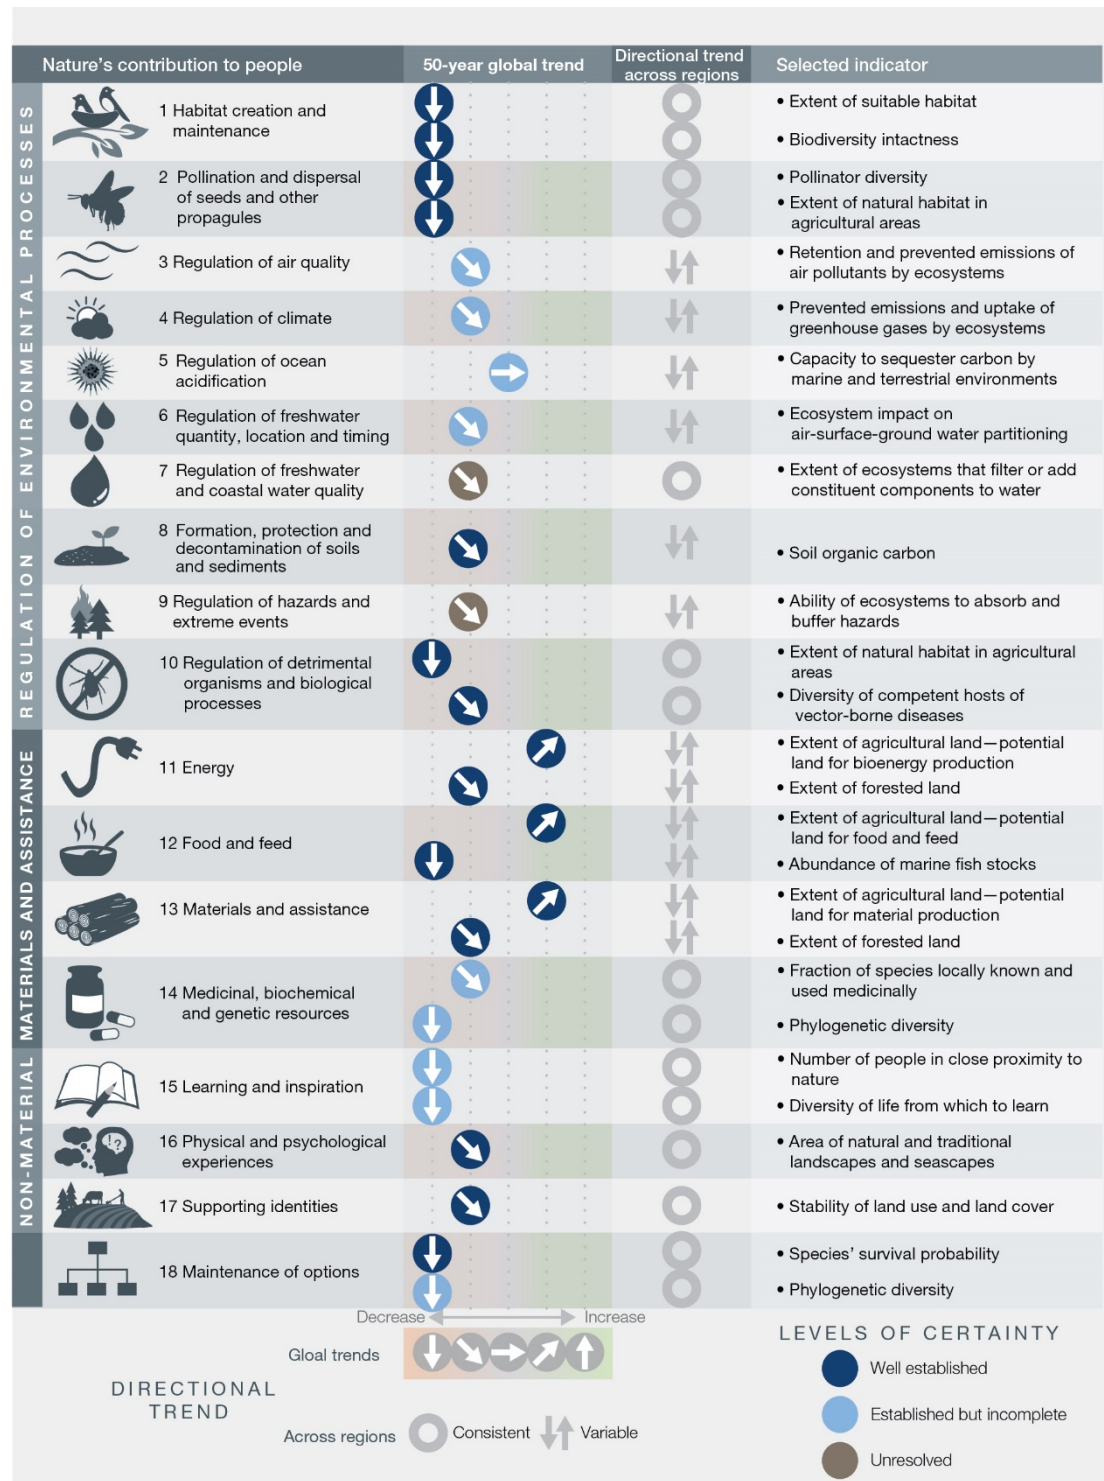 Nature's contribution to people
50-year global trend
Directional trend
across regions
Selected indicator
REGULATION OF ENVIRONMENTAL PROCESSES
1 Habitat creation and
maintenance
• Extent of suitable habitat
• Biodiversity intactness
2 Pollination and dispersal
of seeds and other
propagules
• Pollinator diversity
• Extent of natural habitat in
agricultural areas
3 Regulation of air quality
• Retention and prevented emissions of
air pollutants by ecosystems
4 Regulation of climate
• Prevented emissions and uptake of
greenhouse gases by ecosystems
5 Regulation of ocean
acidification
• Capacity to sequester carbon by
marine and terrestrial environments
6 Regulation of freshwater
quantity, location and timing
• Ecosystem impact on
air-surface-ground water partitioning
7 Regulation of freshwater
and coastal water quality
• Extent of ecosystems that filter or add
constituent components to water
8 Formation, protection and
decontamination of soils
and sediments
• Soil organic carbon
9 Regulation of hazards and
extreme events
• Ability of ecosystems to absorb and
buffer hazards
10 Regulation of detrimental
organisms and biological
processes
• Extent of natural habitat in agricultural
areas
• Diversity of competent hosts of
vector-borne diseases
MATERIALS AND ASSISTANCE
11 Energy
• Extent of agricultural land—potential
land for bioenergy production
• Extent of forested land
12 Food and feed
• Extent of agricultural land—potential
land for food and feed
• Abundance of marine fish stocks
13 Materials and assistance
• Extent of agricultural land—potential
land for material production
• Extent of forested land
14 Medicinal, biochemical
and genetic resources
• Fraction of species locally known and
used medicinally
• Phylogenetic diversity
NON-MATERIAL
15 Learning and inspiration
• Number of people in close proximity to
nature
• Diversity of life from which to learn
!?
16 Physical and psychological
experiences
• Area of natural and traditional
landscapes and seascapes
17 Supporting identities
• Stability of land use and land cover
18 Maintenance of options
• Species' survival probability
• Phylogenetic diversity
Decrease
Increase
Gloal trends
DIRECTIONAL
TREND
Across regions
Consistent
Variable
LEVELS OF CERTAINTY
Well established
Established but incomplete
Unresolved